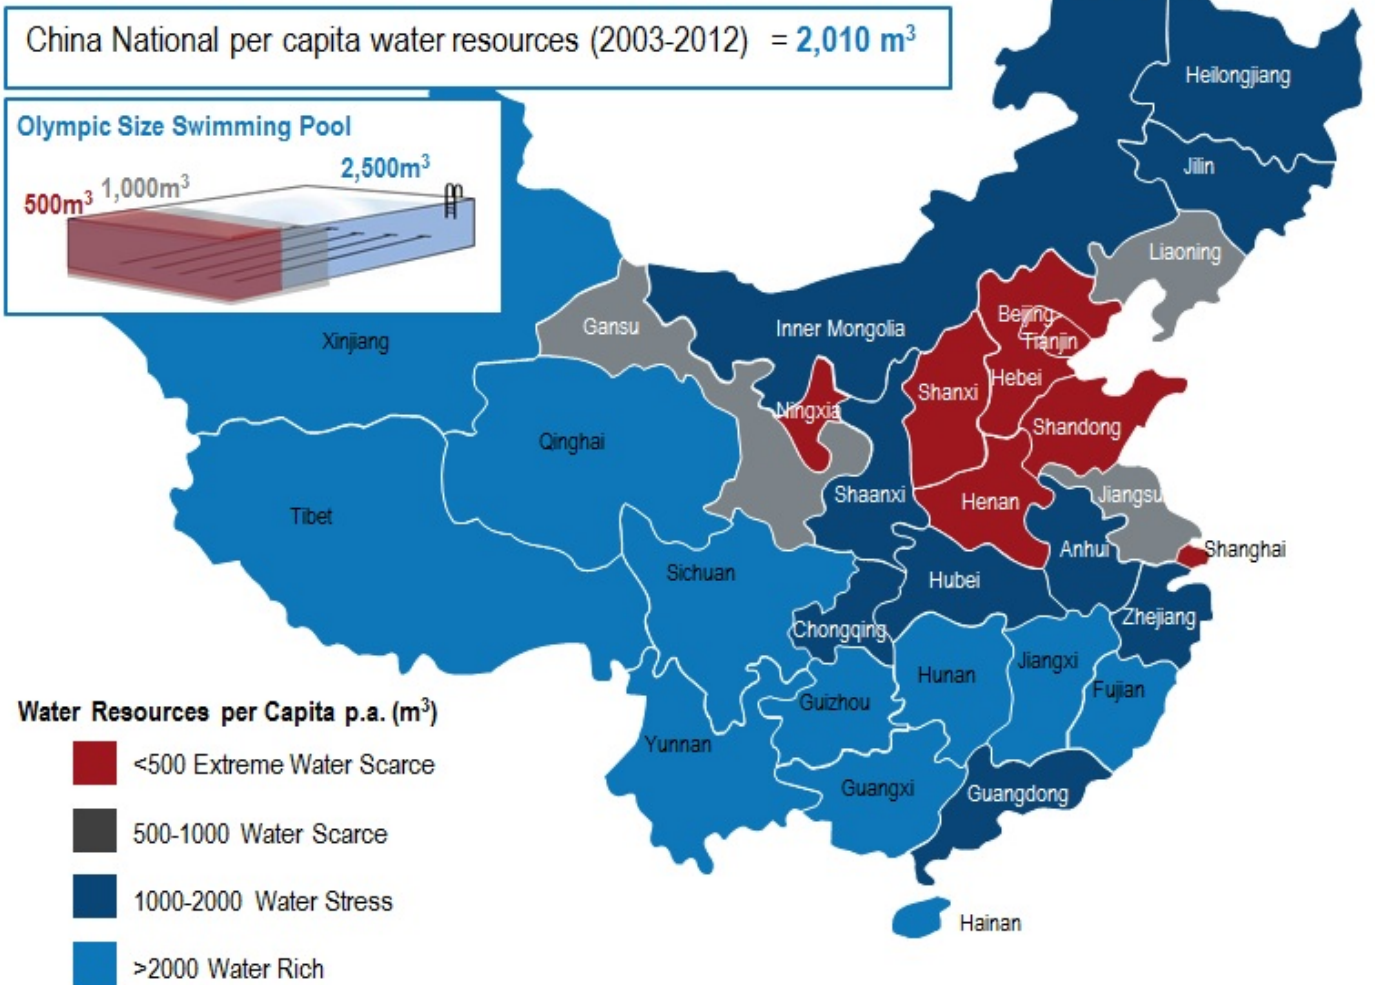 China National per capita water resources (2003-2012) = 2,010 m³
Olympic Size Swimming Pool
2,500m³
1,000m³
500m³
Heilongjiang
Jilin
Liaoning
Inner Mongolia
Beijing
Tianjin
Gansu
Xinjiang
Hebei
Shanxi
Ningxia
Shandong
Qinghai
Shaanxi
Jiangsu
Henan
Tibet
Anhui
Shanghai
Sichuan
Hubei
Zhejiang
Chongqing
Jiangxi
Hunan
Fujian
Guizhou
Yunnan
Guangxi
Guangdong
Hainan
Water Resources per Capita p.a. (m³)
<500 Extreme Water Scarce
500-1000 Water Scarce
1000-2000 Water Stress
>2000 Water Rich